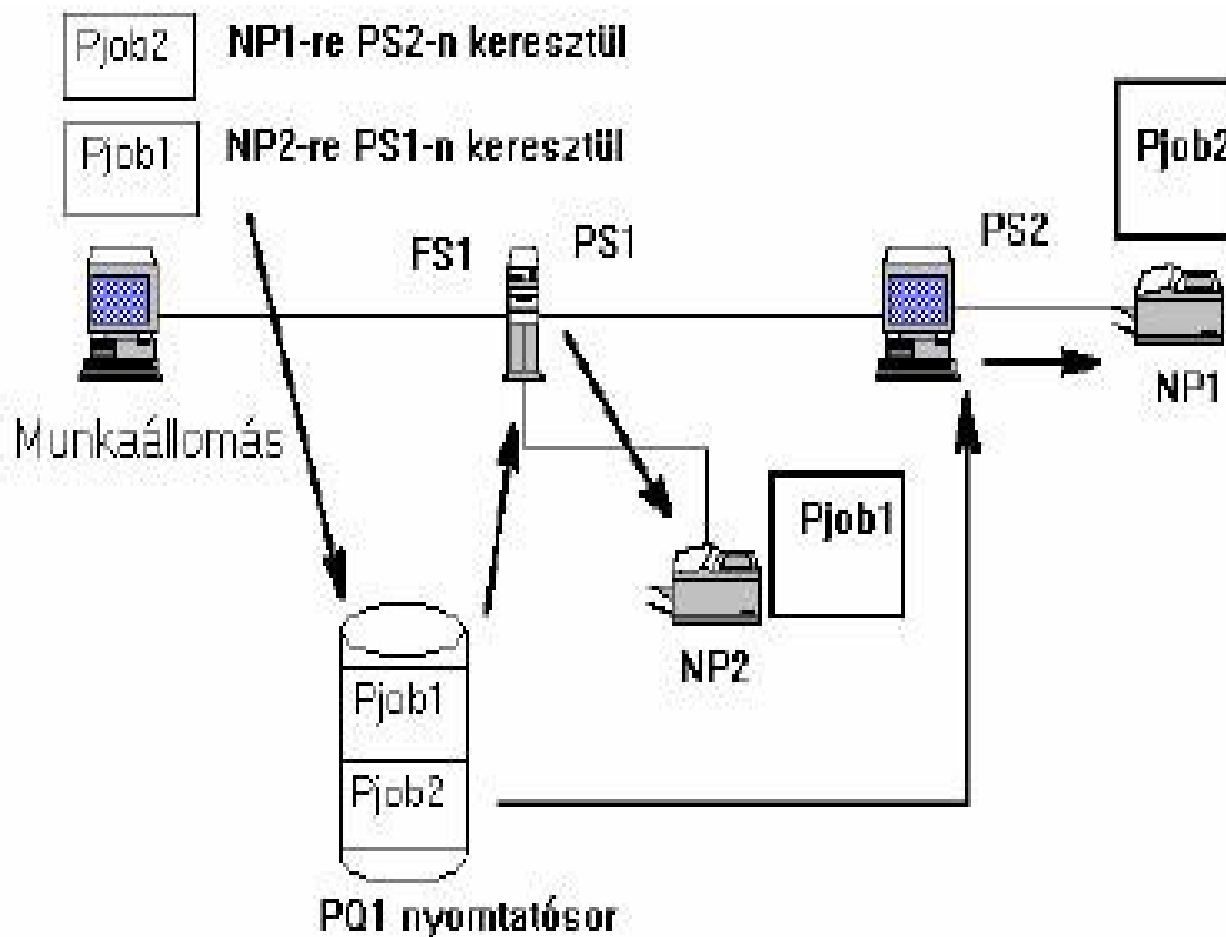 Pjob2 NP1-re PS2-n keresztül
Pjob1 NP2-re PS1-n keresztül
Pjob2
FS1 PS1
PS2
Munkaállomás
NP1
Pjob1
NP2
Pjob1
Pjob2
PQ1 nyomtatósor